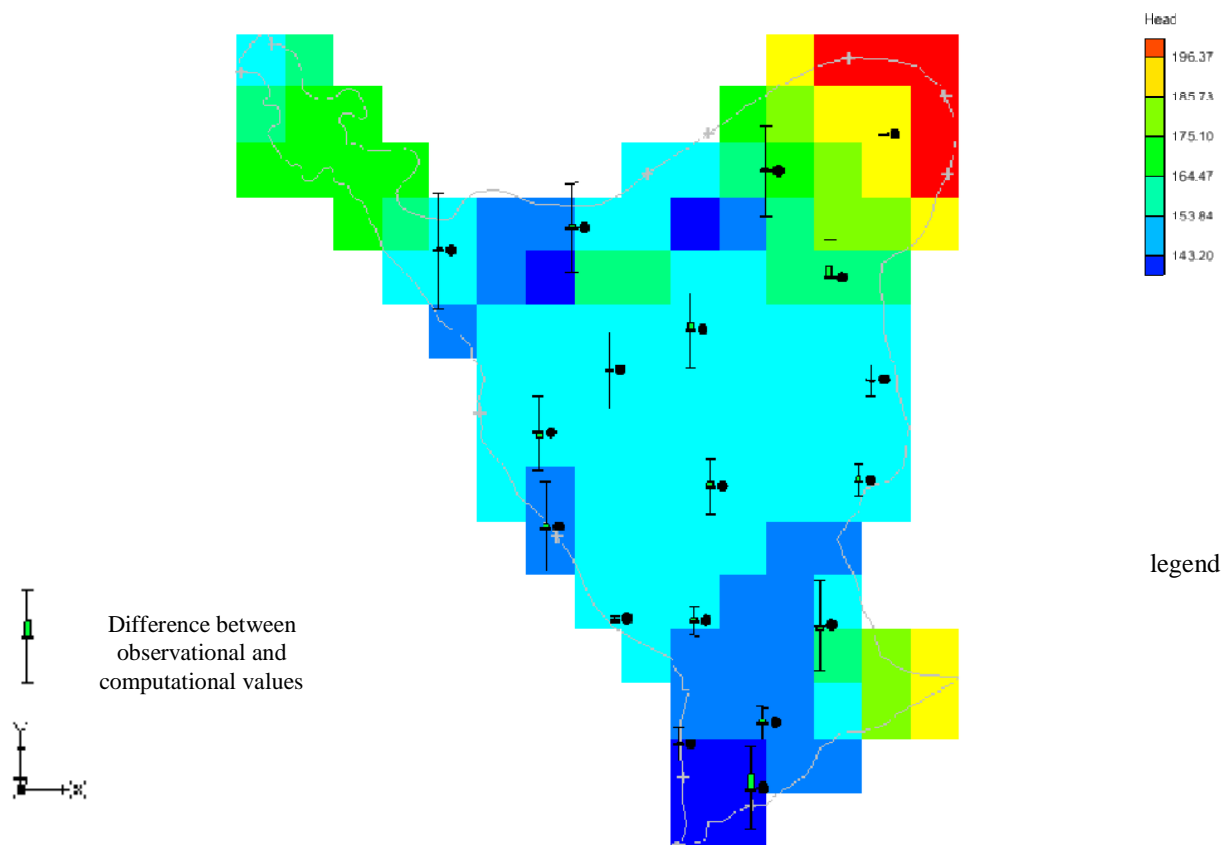 Head
196.37
185.73
175.10
164.47
153.84
143.20
legend
Difference between
observational and
computational values
Y
X